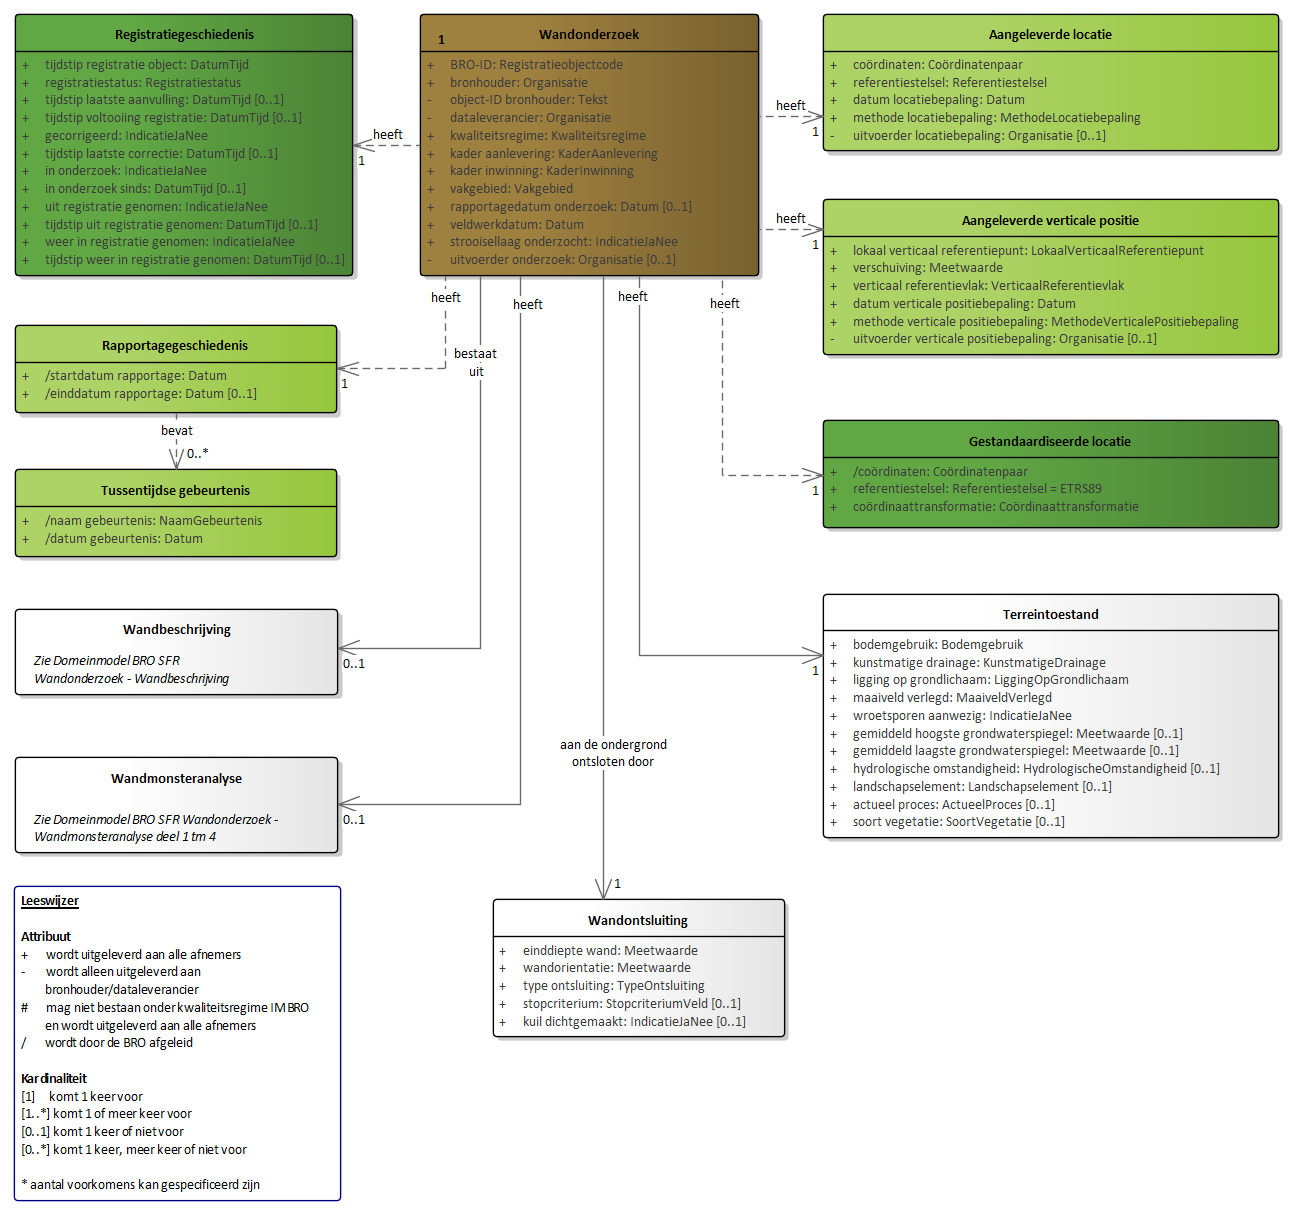 Registratiegeschiedenis
+ tijdstip registratie object: DatumTijd
+ registratiestatus: Registratiestatus
+ tijdstip laatste aanvulling: DatumTijd [0..1]
+ tijdstip voltooiing registratie: DatumTijd [0..1]
+ gecorrigeerd: IndicatieJaNee
+ tijdstip laatste correctie: DatumTijd [0..1]
+ in onderzoek: IndicatieJaNee
+ in onderzoek sinds: DatumTijd [0..1]
+ uit registratie genomen: IndicatieJaNee
+ tijdstip uit registratie genomen: DatumTijd [0..1]
+ weer in registratie genomen: IndicatieJaNee
+ tijdstip weer in registratie genomen: DatumTijd [0..1]
heeft
1
1
Wandonderzoek
+ BRO-ID: Registratieobjectcode
+ bronhouder: Organisatie
- object-ID bronhouder: Tekst
- dataleverancier: Organisatie
+ kwaliteitsregime: Kwaliteitsregime
+ kader aanlevering: KaderAanlevering
+ kader inwinning: KaderInwinning
+ vakgebied: Vakgebied
+ rapportagedatum onderzoek: Datum [0..1]
+ veldwerkdatum: Datum
+ strooisellaag onderzocht: IndicatieJaNee
- uitvoerder onderzoek: Organisatie [0..1]
heeft
1
Aangeleverde locatie
+ coördinaten: Coördinatenpaar
+ referentiestelsel: Referentiestelsel
+ datum locatiebepaling: Datum
+ methode locatiebepaling: MethodeLocatiebepaling
- uitvoerder locatiebepaling: Organisatie [0..1]
heeft
1
Aangeleverde verticale positie
+ lokaal verticaal referentiepunt: LokaalVerticaalReferentiepunt
+ verschuiving: Meetwaarde
+ verticaal referentievlak: VerticaalReferentievlak
+ datum verticale positiebepaling: Datum
+ methode verticale positiebepaling: MethodeVerticalePositiebepaling
- uitvoerder verticale positiebepaling: Organisatie [0..1]
heeft
bestaat
uit
heeft
heeft
heeft
1
Rapportagegeschiedenis
+ /startdatum rapportage: Datum
+ /einddatum rapportage: Datum [0..1]
bevat
0..*
Tussentijdse gebeurtenis
+ /naam gebeurtenis: NaamGebeurtenis
+ /datum gebeurtenis: Datum
1
Gestandaardiseerde locatie
+ /coördinaten: Coördinatenpaar
+ referentiestelsel: Referentiestelsel = ETRS89
+ coördinaattransformatie: Coördinaattransformatie
Wandbeschrijving
Zie Domeinmodel BRO SFR
Wandonderzoek - Wandbeschrijving
0..1
1
Terreintoestand
+ bodemgebruik: Bodemgebruik
+ kunstmatige drainage: KunstmatigeDrainage
+ ligging op grondlichaam: LiggingOpGrondlichaam
+ maaiveld verlegd: MaaiveldVerlegd
+ wroetsporen aanwezig: IndicatieJaNee
+ gemiddeld hoogste grondwaterspiegel: Meetwaarde [0..1]
+ gemiddeld laagste grondwaterspiegel: Meetwaarde [0..1]
+ hydrologische omstandigheid: HydrologischeOmstandigheid [0..1]
+ landschapselement: Landschapselement [0..1]
+ actueel proces: ActueelProces [0..1]
+ soort vegetatie: SoortVegetatie [0..1]
Wandmonsteranalyse
Zie Domeinmodel BRO SFR Wandonderzoek -
Wandmonsteranalyse deel 1 tm 4
0..1
aan de ondergrond
ontsloten door
1
Wandontsluiting
+ einddiepte wand: Meetwaarde
+ wandorientatie: Meetwaarde
+ type ontsluiting: TypeOntsluiting
+ stopcriterium: StopcriteriumVeld [0..1]
+ kuil dichtgemaakt: IndicatieJaNee [0..1]
Leeswijzer
Attribuut
+ wordt uitgeleverd aan alle afnemers
- wordt alleen uitgeleverd aan
bronhouder/dataleverancier
# mag niet bestaan onder kwaliteitsregime IMBRO
en wordt uitgeleverd aan alle afnemers
/ wordt door de BRO afgeleid
Kardinaliteit
[1] komt 1 keer voor
[1..*] komt 1 of meer keer voor
[0..1] komt 1 keer of niet voor
[0..*] komt 1 keer, meer keer of niet voor
* aantal voorkomens kan gespecificeerd zijn